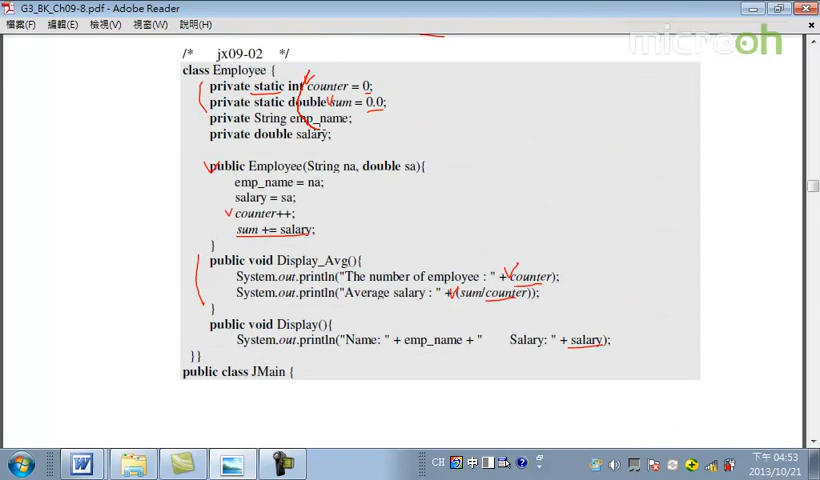 G3_BK_Ch09-8.pdf - Adobe Reader
檔案(F) 編輯(E) 檢視(V) 視窗(W) 說明(H)
microoh
/* jx09-02 */
class Employee {
private static int counter = 0;
private static double sum = 0.0;
private String emp_name;
private double salary;
public Employee(String na, double sa){
emp_name = na;
salary = sa;
counter++;
sum += salary;
}
public void Display_Avg(){
System.out.println("The number of employee : " + counter);
System.out.println("Average salary : " + (sum/counter));
}
public void Display(){
System.out.println("Name: " + emp_name + " Salary: " + salary);
}}
public class JMain {
CH 中
下午 04:53
2013/10/21